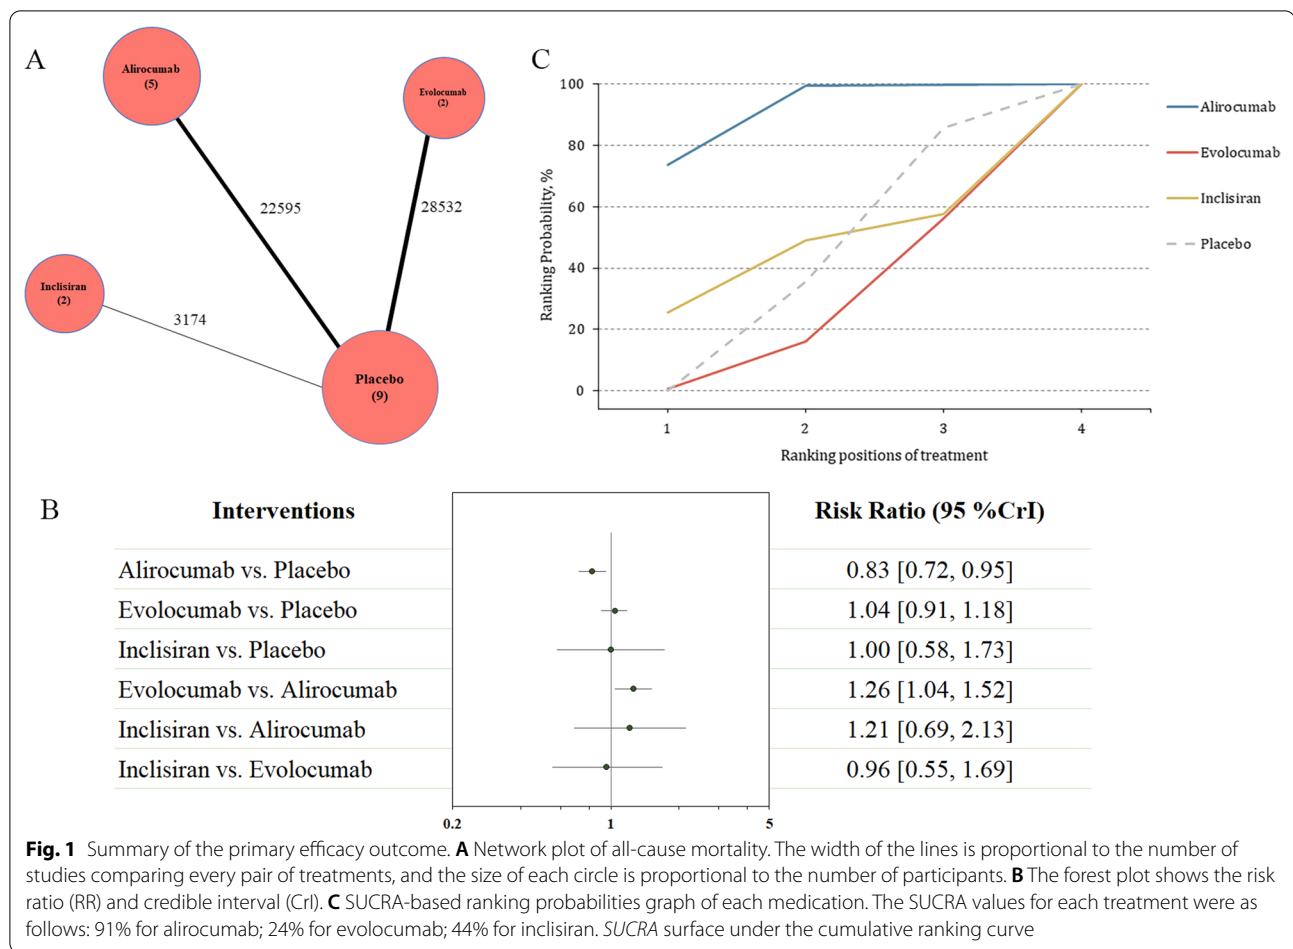 A
Alirocumab
(5)
Evolocumab
(2)
22595
28532
Inclisiran
(2)
3174
Placebo
(9)
C
Ranking Probability, %
100
80
60
40
20
0
1 2 3 4
Ranking positions of treatment
Alirocumab
Evolocumab
Inclisiran
Placebo
B
Interventions Risk Ratio (95 %CrI)
Alirocumab vs. Placebo 0.83 [0.72, 0.95]
Evolocumab vs. Placebo 1.04 [0.91, 1.18]
Inclisiran vs. Placebo 1.00 [0.58, 1.73]
Evolocumab vs. Alirocumab 1.26 [1.04, 1.52]
Inclisiran vs. Alirocumab 1.21 [0.69, 2.13]
Inclisiran vs. Evolocumab 0.96 [0.55, 1.69]
0.2 1 5
Fig. 1 Summary of the primary efficacy outcome. A Network plot of all-cause mortality. The width of the lines is proportional to the number of
studies comparing every pair of treatments, and the size of each circle is proportional to the number of participants. B The forest plot shows the risk
ratio (RR) and credible interval (CrI). C SUCRA-based ranking probabilities graph of each medication. The SUCRA values for each treatment were as
follows: 91% for alirocumab; 24% for evolocumab; 44% for inclisiran. SUCRA surface under the cumulative ranking curve